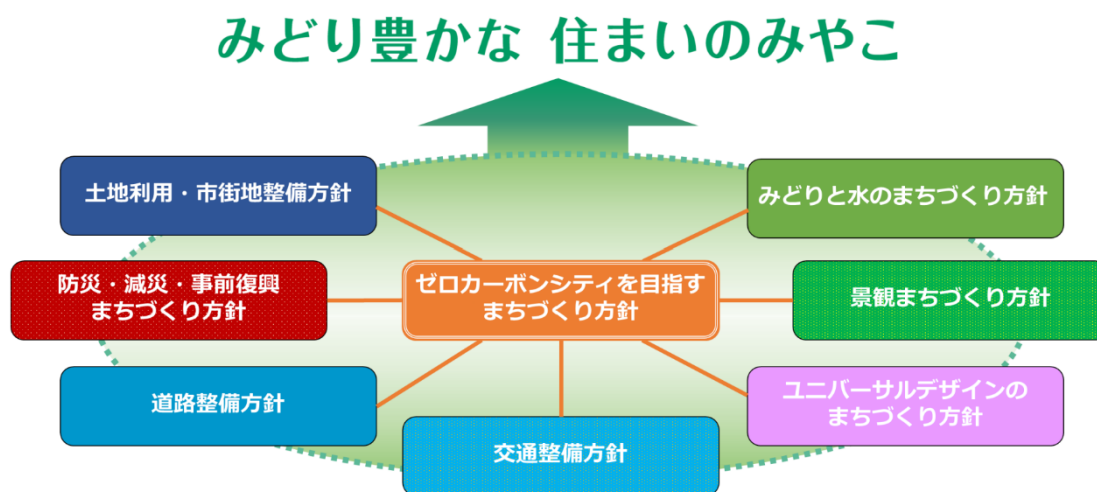 みどり豊かな 住まいのみやこ
土地利用・市街地整備方針
みどりと水のまちづくり方針
防災・減災・事前復興
まちづくり方針
ゼロカーボンシティを目指す
まちづくり方針
景観まちづくり方針
道路整備方針
交通整備方針
ユニバーサルデザインの
まちづくり方針